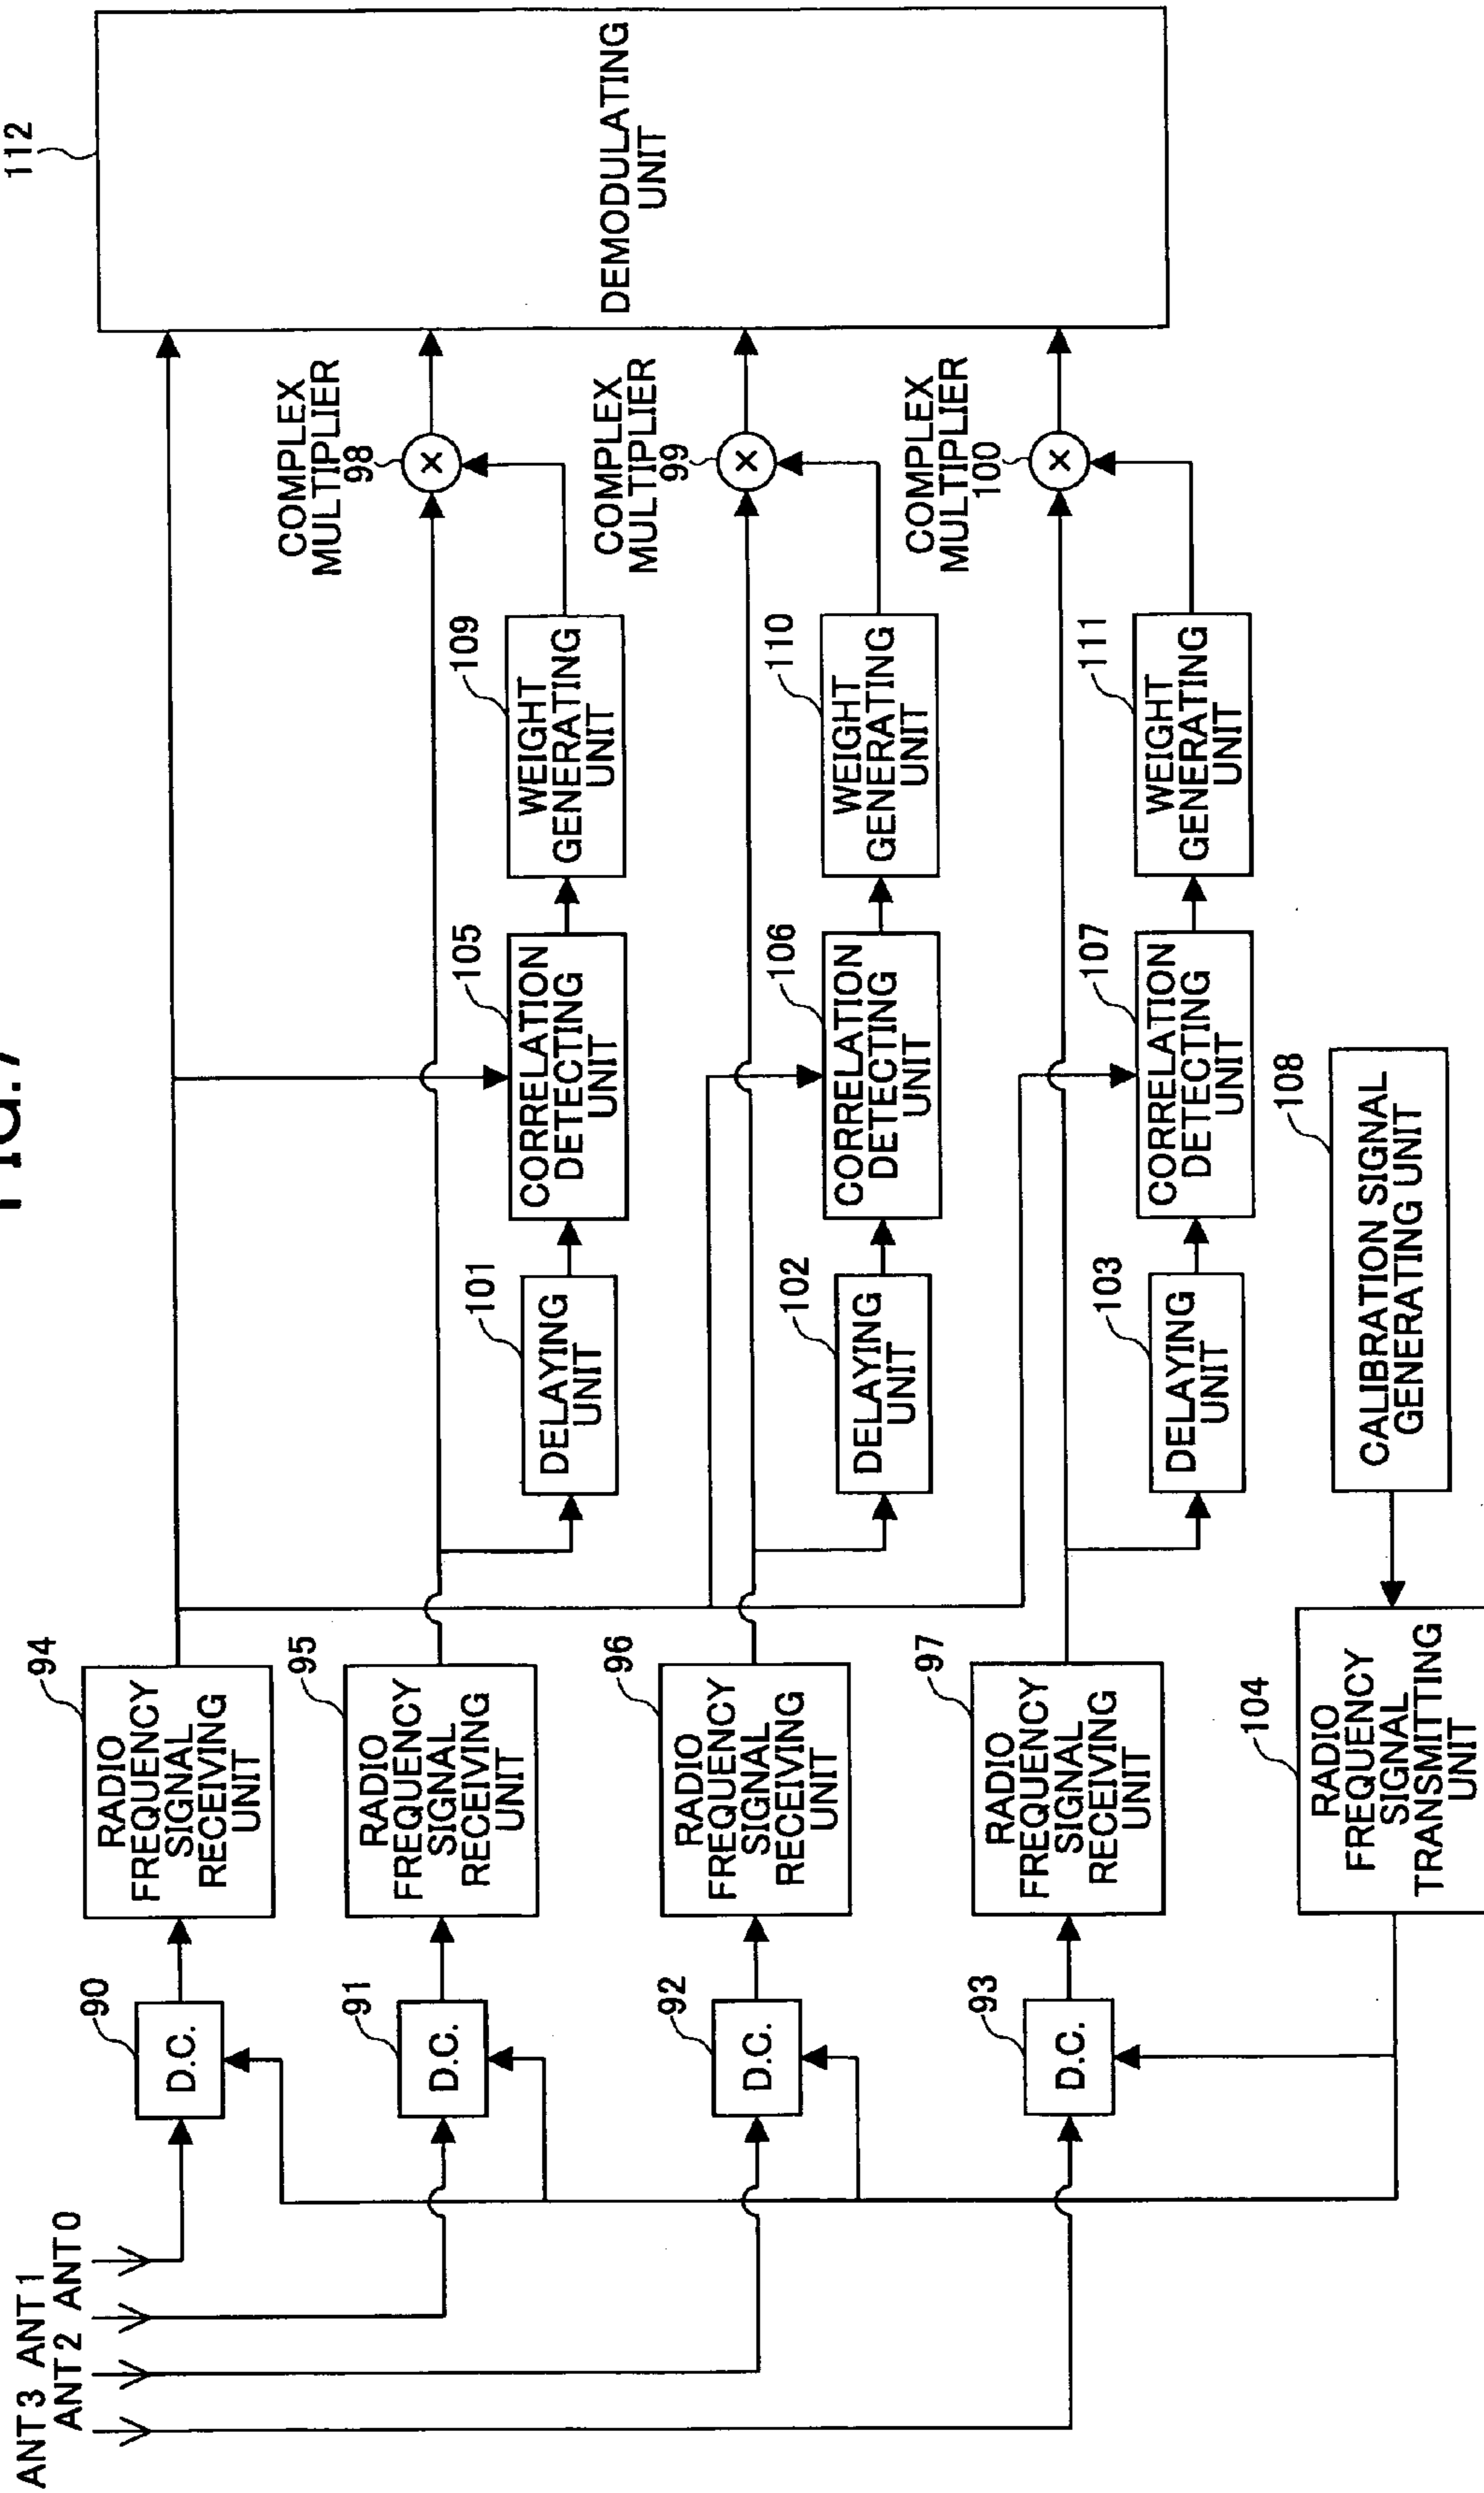 FIG.7
ANT3 ANT1
ANT2 ANT0
90
D.C.
94
RADIO
FREQUENCY
SIGNAL
RECEIVING
UNIT
91
D.C.
95
RADIO
FREQUENCY
SIGNAL
RECEIVING
UNIT
101
DELAYING
UNIT
105
CORRELATION
DETECTING
UNIT
109
WEIGHT
GENERATING
UNIT
COMPLEX
MULTIPLIER
98
×
92
D.C.
96
RADIO
FREQUENCY
SIGNAL
RECEIVING
UNIT
102
DELAYING
UNIT
106
CORRELATION
DETECTING
UNIT
110
WEIGHT
GENERATING
UNIT
COMPLEX
MULTIPLIER
99
×
93
D.C.
97
RADIO
FREQUENCY
SIGNAL
RECEIVING
UNIT
103
DELAYING
UNIT
107
CORRELATION
DETECTING
UNIT
111
WEIGHT
GENERATING
UNIT
COMPLEX
MULTIPLIER
100
×
104
RADIO
FREQUENCY
SIGNAL
TRANSMITTING
UNIT
108
CALIBRATION SIGNAL
GENERATING UNIT
112
DEMODULATING
UNIT